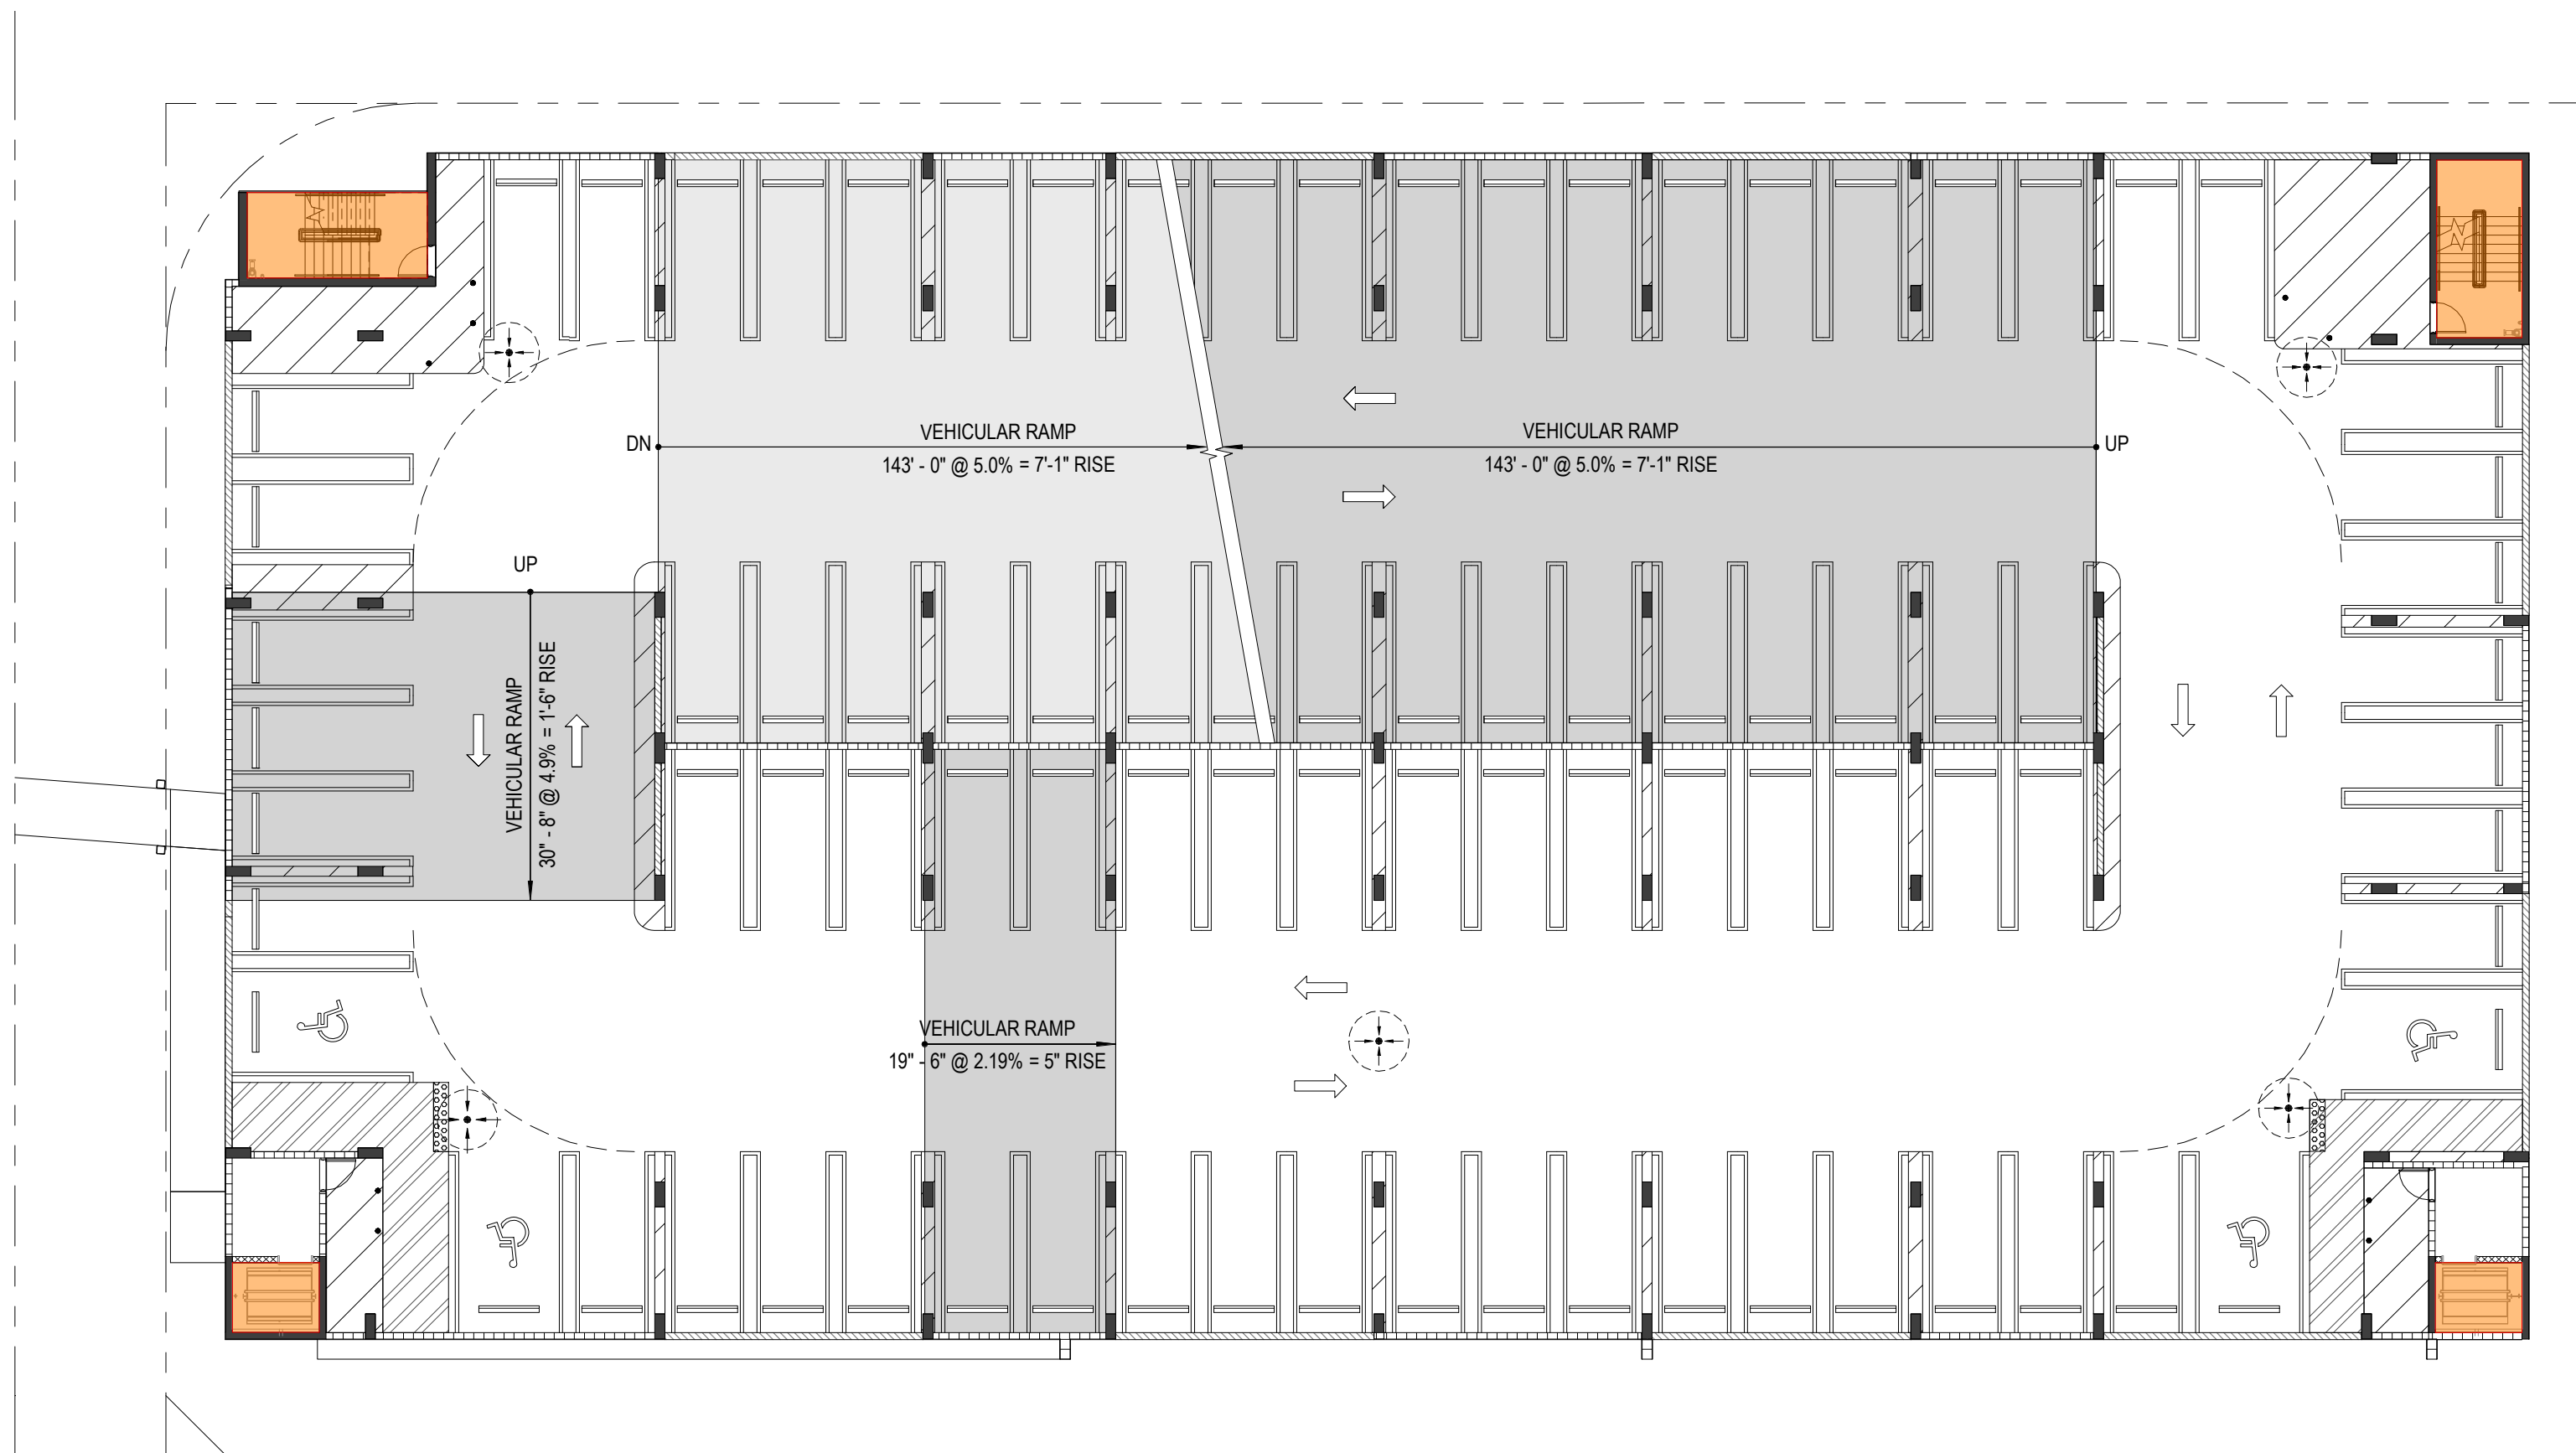 VEHICULAR RAMP
143' - 0" @ 5.0% = 7'-1" RISE
VEHICULAR RAMP
143' - 0" @ 5.0% = 7'-1" RISE
DN
UP
UP
VEHICULAR RAMP
30" - 8" @ 4.9% = 1'-6" RISE
VEHICULAR RAMP
19" - 6" @ 2.19% = 5" RISE